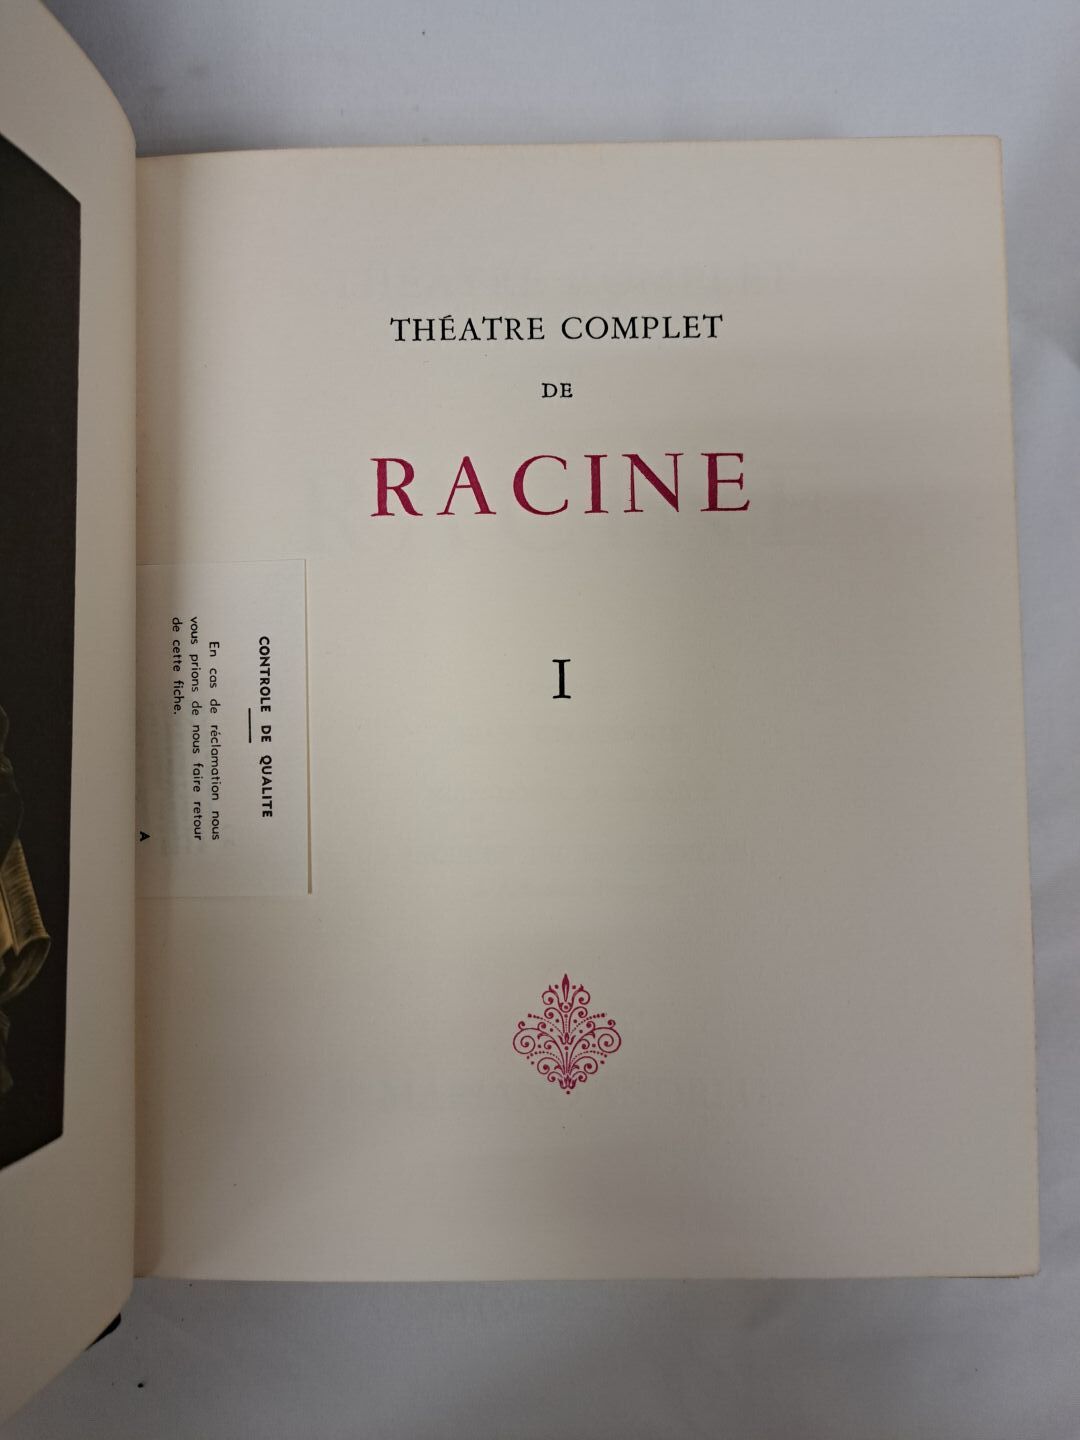 THÉATRE COMPLET
DE
RACINE
I
CONTROLE DE QUALITE
En cas de réclamation nous
vous prions de nous faire retour
de cette fiche.
A